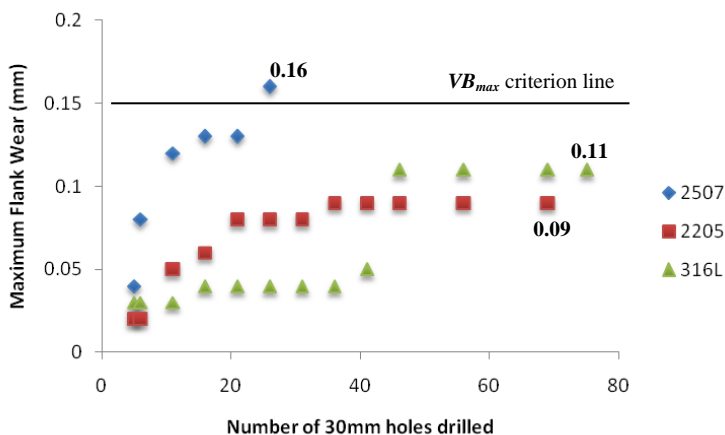 0.2
0.16
VBmax criterion line
0.15
0.11
0.1
0.09
0.05
0
0 20 40 60 80
Maximum Flank Wear (mm)
Number of 30mm holes drilled
2507
2205
316L